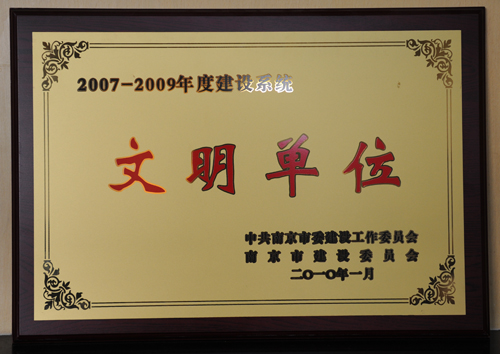 2007-2009年度建设系统
文明单位
中共南京市委建设工作委员会
南京市建设委员会
二〇一〇年一月